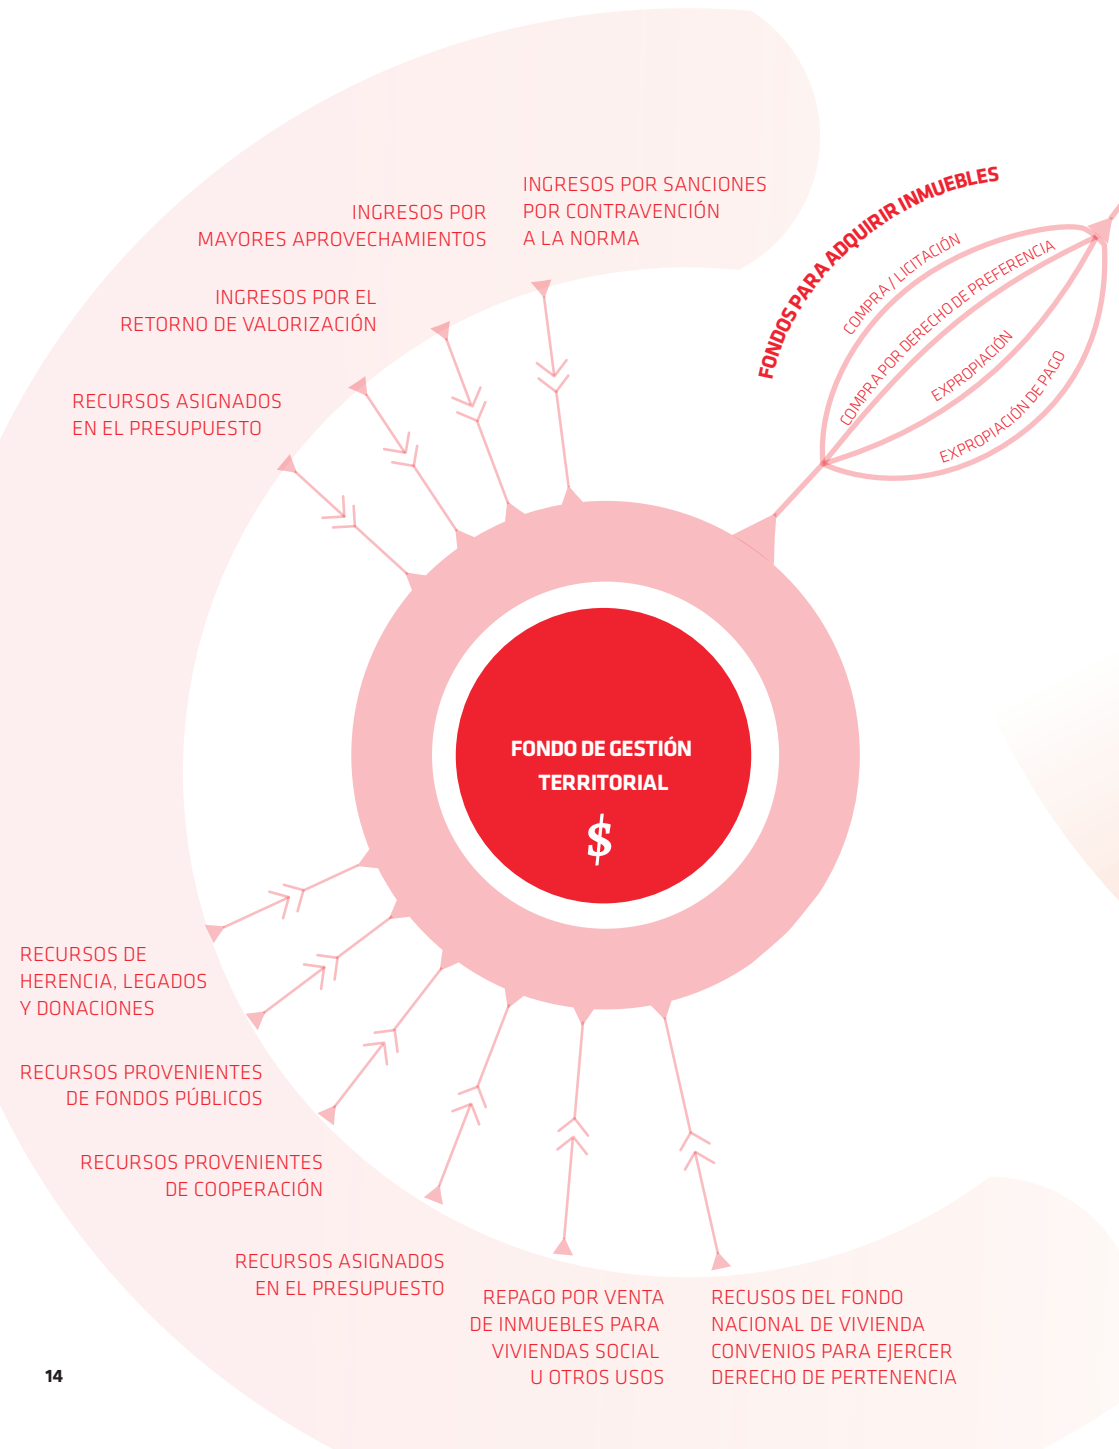 INGRESOS POR SANCIONES
POR CONTRAVENCIÓN
A LA NORMA
INGRESOS POR
MAYORES APROVECHAMIENTOS
INGRESOS POR EL
RETORNO DE VALORIZACIÓN
RECURSOS ASIGNADOS
EN EL PRESUPUESTO
FONDOS PARA ADQUIRIR INMUEBLES
COMPRA / LICITACIÓN
COMPRA POR DERECHO DE PREFERENCIA
EXPROPIACIÓN
EXPROPIACIÓN DE PAGO
FONDO DE GESTIÓN
TERRITORIAL
$
RECURSOS DE
HERENCIA, LEGADOS
Y DONACIONES
RECURSOS PROVENIENTES
DE FONDOS PÚBLICOS
RECURSOS PROVENIENTES
DE COOPERACIÓN
RECURSOS ASIGNADOS
EN EL PRESUPUESTO
REPAGO POR VENTA
DE INMUEBLES PARA
VIVIENDAS SOCIAL
U OTROS USOS
RECUSOS DEL FONDO
NACIONAL DE VIVIENDA
CONVENIOS PARA EJERCER
DERECHO DE PERTENENCIA
14